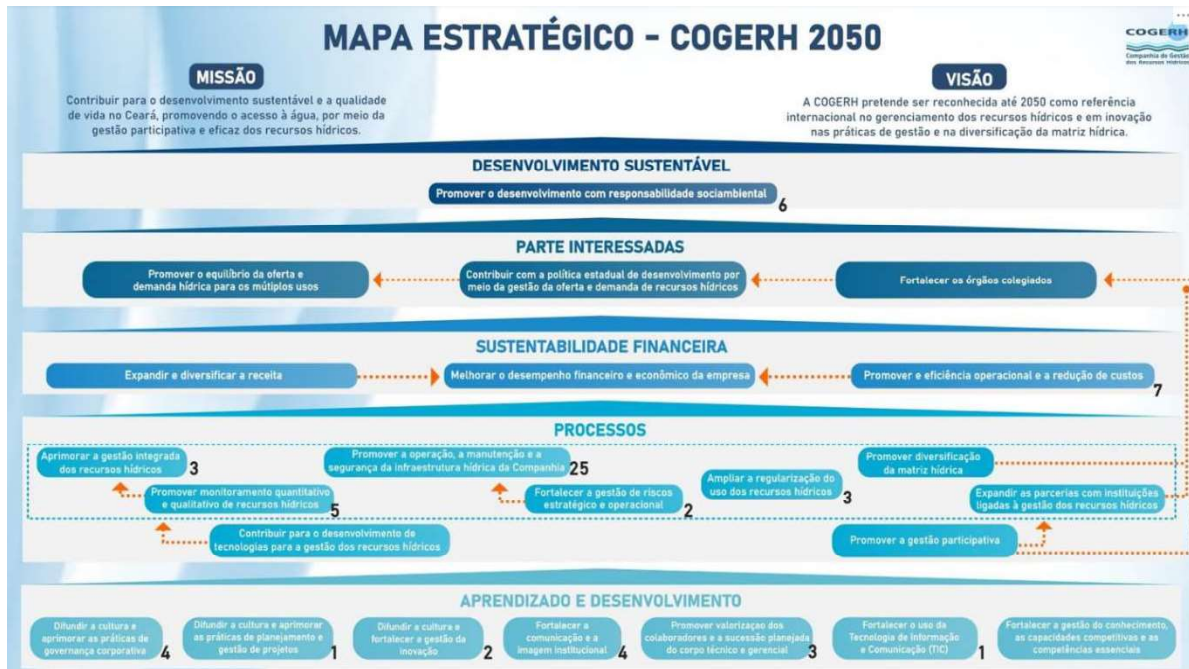 MAPA ESTRATÉGICO - COGERH 2050
COGERH
Companhia de Gestão
dos Recursos Hídricos
MISSÃO
Contribuir para o desenvolvimento sustentável e a qualidade
de vida no Ceará, promovendo o acesso à água, por meio da
gestão participativa e eficaz dos recursos hídricos.
VISÃO
A COGERH pretende ser reconhecida até 2050 como referência
internacional no gerenciamento dos recursos hídricos e em inovação
nas práticas de gestão e na diversificação da matriz hídrica.
DESENVOLVIMENTO SUSTENTÁVEL
Promover o desenvolvimento com responsabilidade sociambiental
6
PARTE INTERESSADAS
Promover o equilíbrio da oferta e
demanda hídrica para os múltiplos usos
Contribuir com a política estadual de desenvolvimento por
meio da gestão da oferta e demanda de recursos hídricos
Fortalecer os órgãos colegiados
SUSTENTABILIDADE FINANCEIRA
Expandir e diversificar a receita
Melhorar o desempenho financeiro e econômico da empresa
Promover e eficiência operacional e a redução de custos
7
PROCESSOS
Aprimorar a gestão integrada
dos recursos hídricos
3
Promover a operação, a manutenção e a
segurança da infraestrutura hídrica da Companhia
25
Promover diversificação
da matriz hídrica
Ampliar a regularização do
uso dos recursos hídricos
3
Promover monitoramento quantitativo
e qualitativo de recursos hídricos
5
Fortalecer a gestão de riscos
estratégico e operacional
2
Expandir as parcerias com instituições
ligadas à gestão dos recursos hídricos
Contribuir para o desenvolvimento de
tecnologias para a gestão dos recursos hídricos
Promover a gestão participativa
APRENDIZADO E DESENVOLVIMENTO
Difundir a cultura e
aprimorar as práticas de
governança corporativa
4
Difundir a cultura e aprimorar
as práticas de planejamento e
gestão de projetos
1
Difundir a cultura e
fortalecer a gestão da
inovação
2
Fortalecer a
comunicação e a
imagem institucional
4
Promover valorizaçao dos
colaboradores e a sucessão planejada
do corpo técnico e gerencial
3
Fortalecer o uso da
Tecnologia de Informação
e Comunicação (TIC)
1
Fortalecer a gestão do conhecimento,
as capacidades competitivas e as
competências essenciais